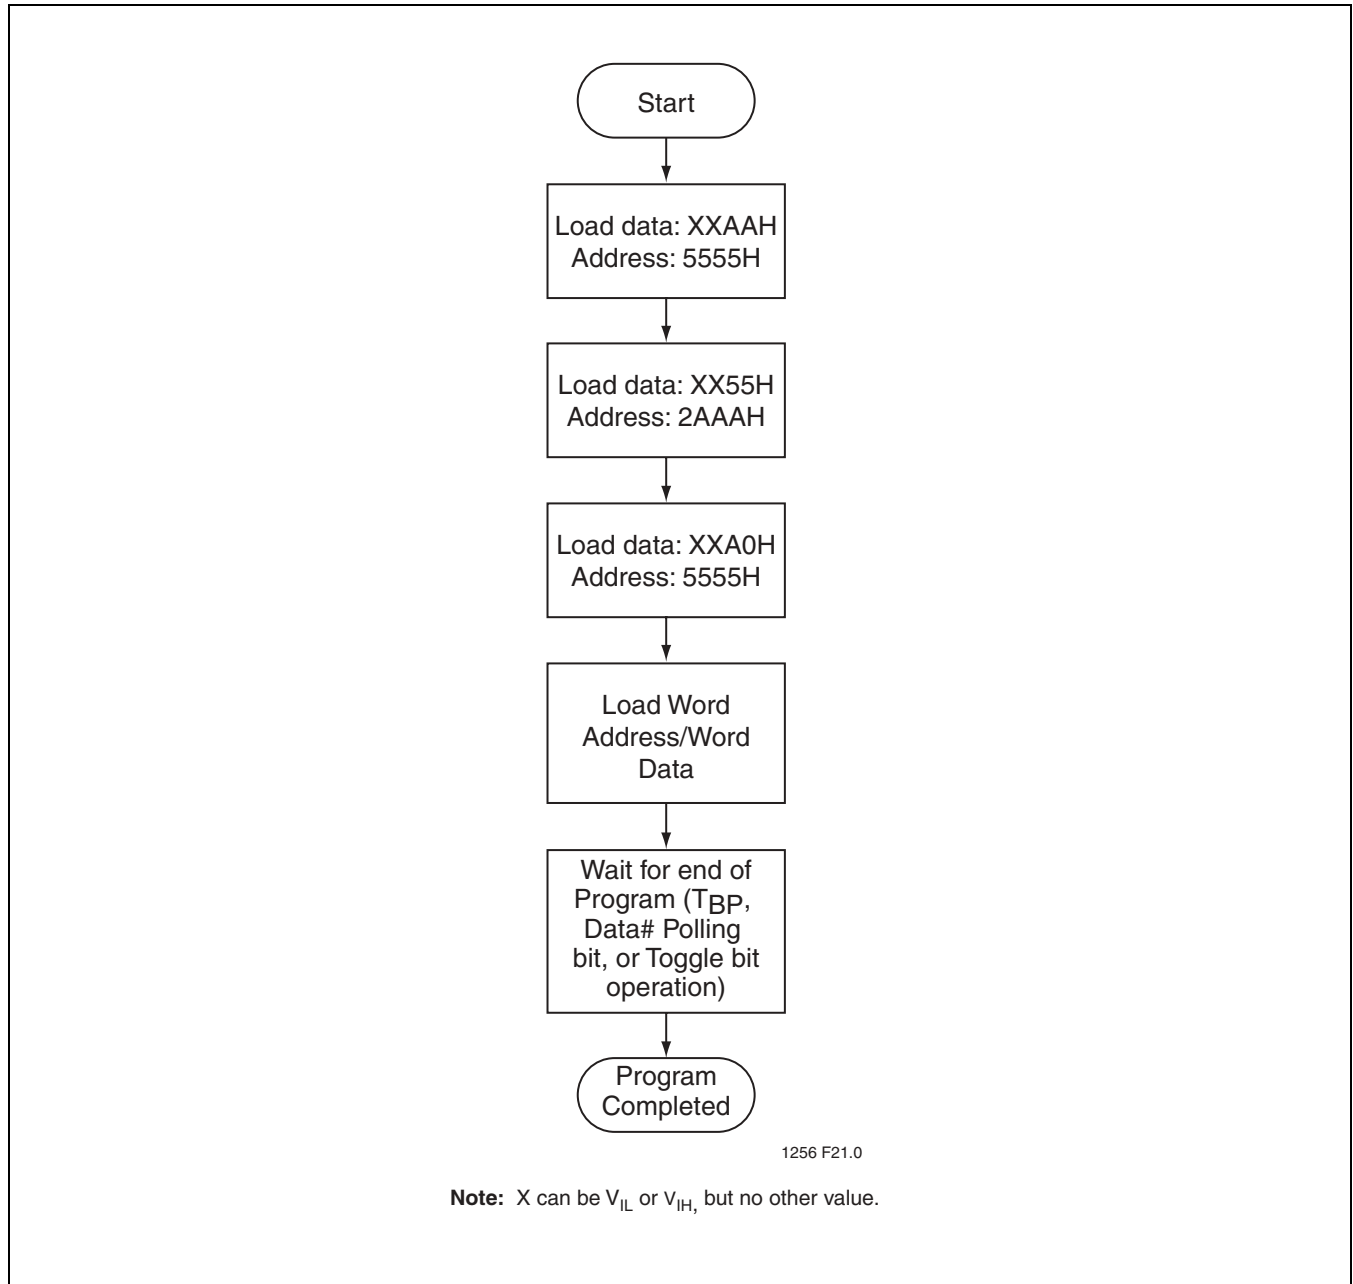 Start
Load data: XXAAH
Address: 5555H
Load data: XX55H
Address: 2AAAH
Load data: XXA0H
Address: 5555H
Load Word
Address/Word
Data
Wait for end of
Program (TBP,
Data# Polling
bit, or Toggle bit
operation)
Program
Completed
1256 F21.0
Note: X can be VIL or VIH, but no other value.